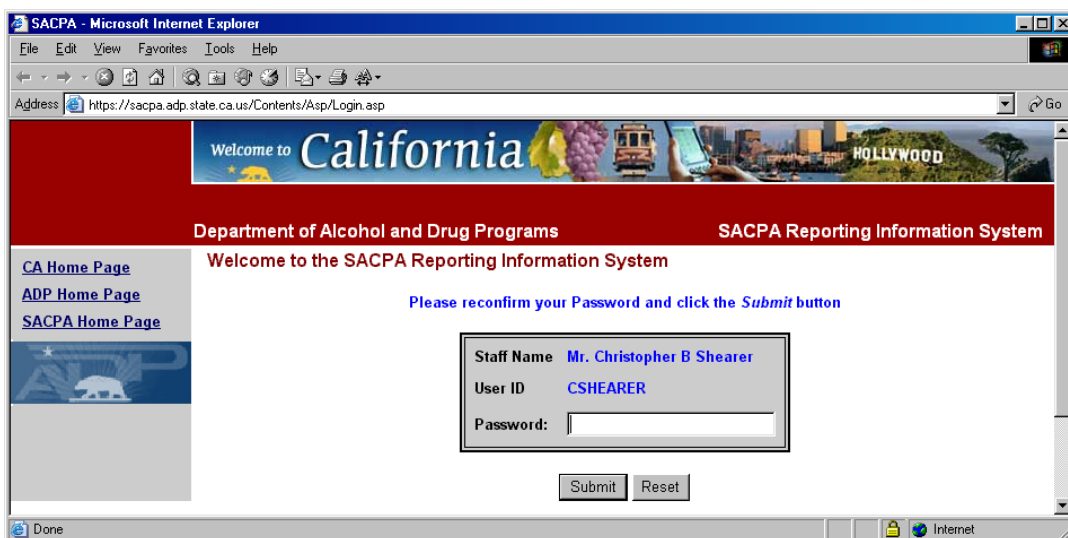 SACPA - Microsoft Internet Explorer
File Edit View Favorites Tools Help
Address https://sacpa.adp.state.ca.us/Contents/Asp/Login.asp Go
Welcome to California
HOLLYWOOD
Department of Alcohol and Drug Programs SACPA Reporting Information System
CA Home Page
ADP Home Page
SACPA Home Page
ADP
Welcome to the SACPA Reporting Information System
Please reconfirm your Password and click the Submit button
Staff Name Mr. Christopher B Shearer
User ID CSHEARER
Password:
Submit Reset
Done Internet